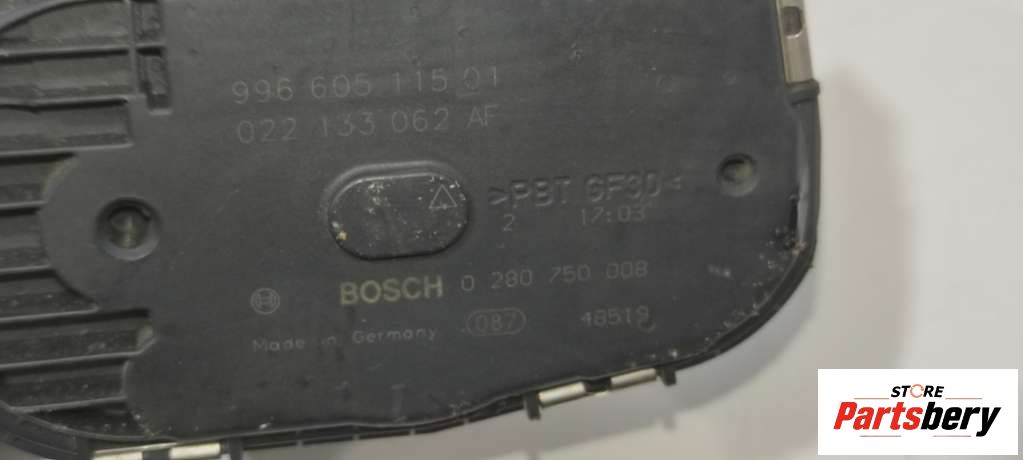 996 605 115 01
022 133 062 AF
>PBT GF30<
2 17:03
BOSCH 0 280 750 008
087 48519
Made in Germany
STORE
Partsbery